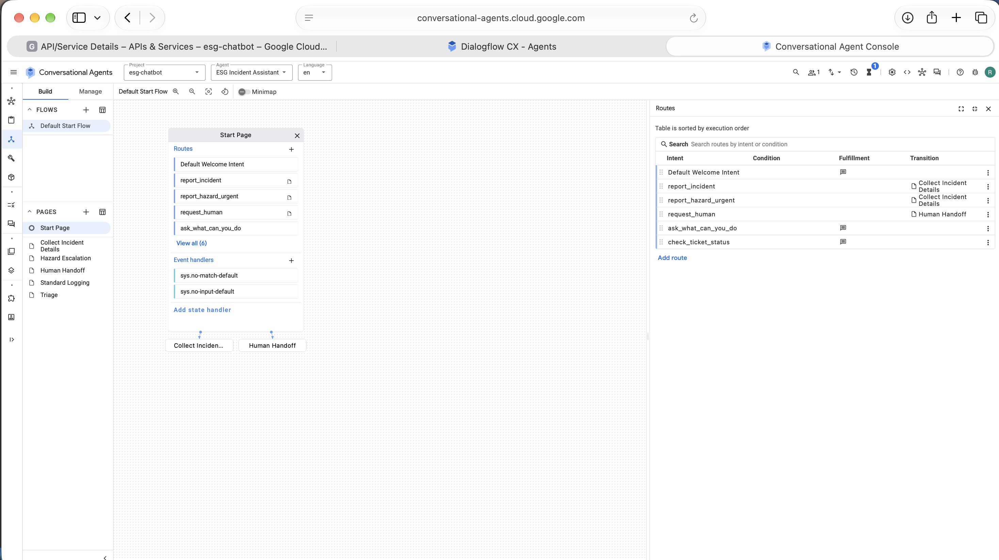 conversational-agents.cloud.google.com
G API/Service Details – APIs & Services – esg-chatbot – Google Cloud...
Dialogflow CX - Agents
Conversational Agent Console
Conversational Agents
Project
esg-chatbot
Agent
ESG Incident Assistant
Language
en
1
1
R
Build
Manage
Default Start Flow
Minimap
FLOWS
Default Start Flow
PAGES
Start Page
Collect Incident
Details
Hazard Escalation
Human Handoff
Standard Logging
Triage
Start Page
Routes
Default Welcome Intent
report_incident
report_hazard_urgent
request_human
ask_what_can_you_do
View all (6)
Event handlers
sys.no-match-default
sys.no-input-default
Add state handler
Collect Inciden...
Human Handoff
Routes
Table is sorted by execution order
Search Search routes by intent or condition
Intent Condition Fulfillment Transition
Default Welcome Intent
report_incident Collect Incident
Details
report_hazard_urgent Collect Incident
Details
request_human Human Handoff
ask_what_can_you_do
check_ticket_status
Add route